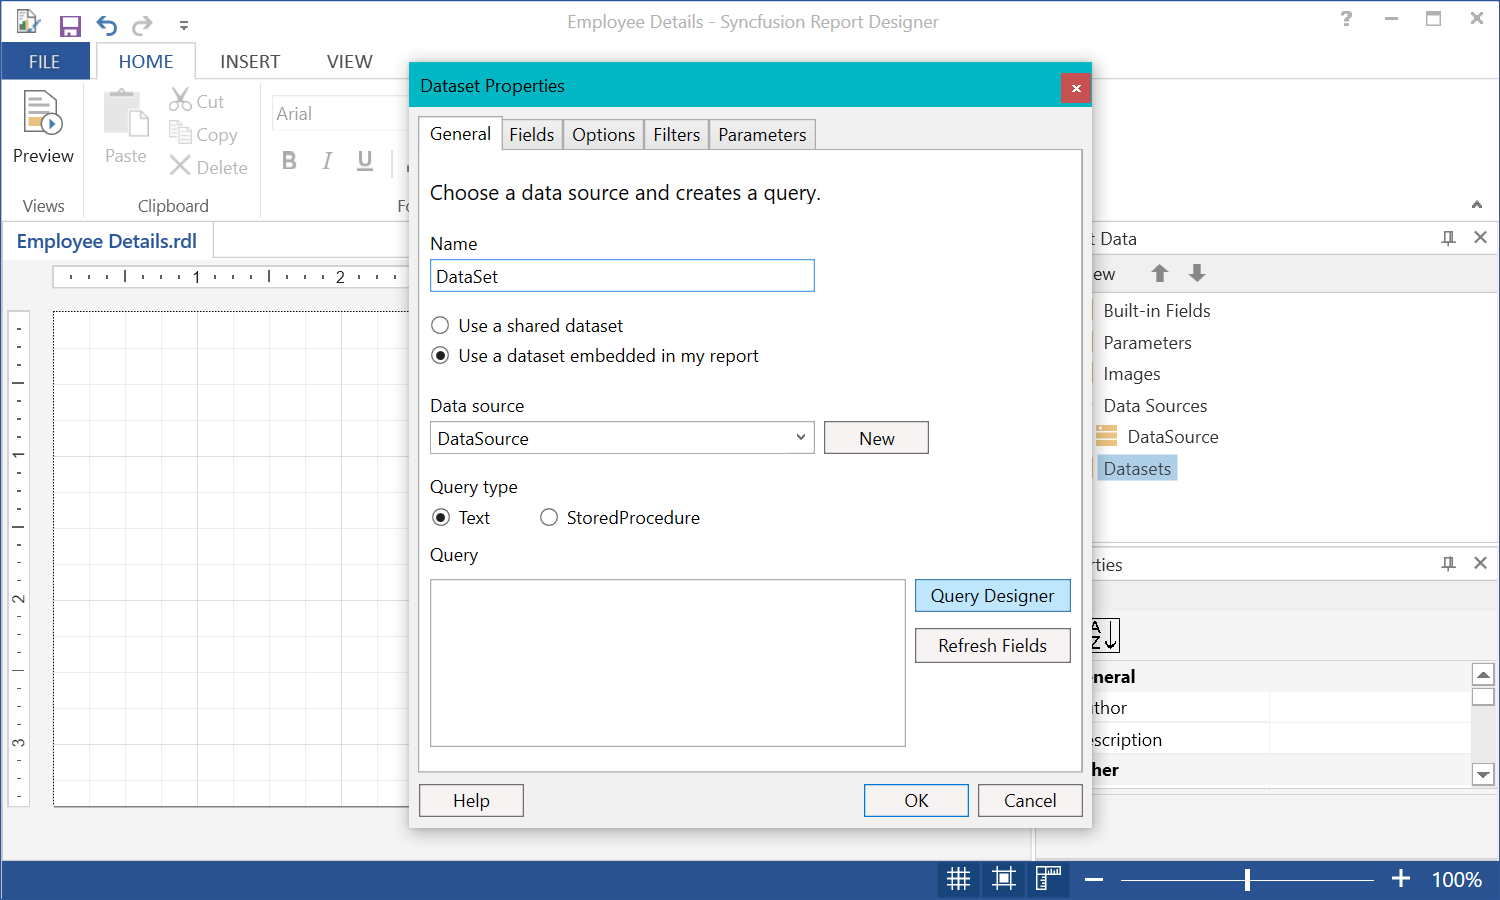 Employee Details - Syncfusion Report Designer
?
FILE
HOME
INSERT
VIEW
Preview
Views
Paste
Cut
Copy
Delete
Clipboard
Arial
B I U
Employee Details.rdl
1 2
1
2
3
Dataset Properties
General
Fields
Options
Filters
Parameters
Choose a data source and creates a query.
Name
DataSet
Use a shared dataset
Use a dataset embedded in my report
Data source
DataSource
New
Query type
Text
StoredProcedure
Query
Query Designer
Refresh Fields
Help
OK
Cancel
t Data
ew
Built-in Fields
Parameters
Images
Data Sources
DataSource
Datasets
rties
A
Z
neral
thor
escription
her
100%